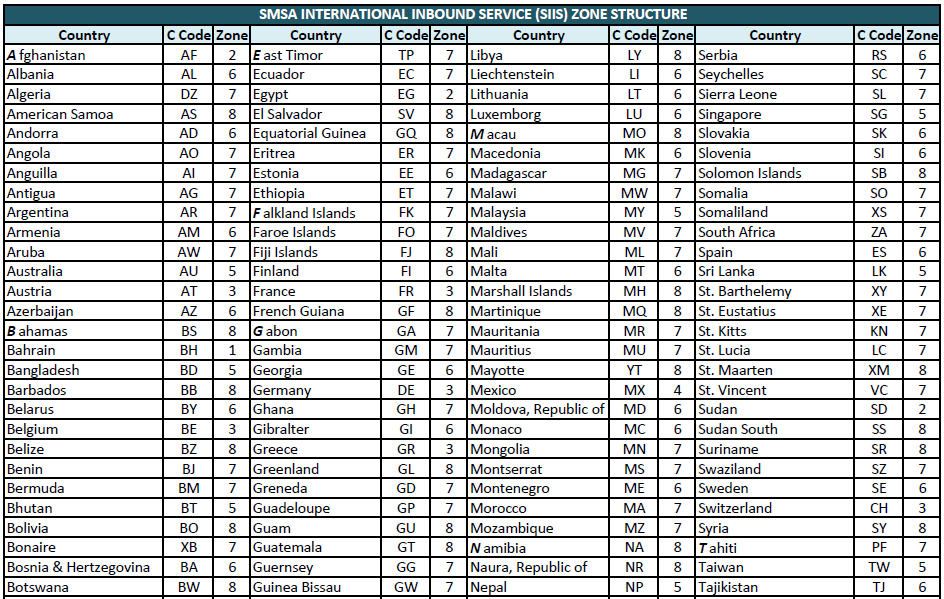 SMSA INTERNATIONAL INBOUND SERVICE (SIIS) ZONE STRUCTURE
Country C Code Zone Country C Code Zone Country C Code Zone Country C Code Zone
Afghanistan AF 2 East Timor TP 7 Libya LY 8 Serbia RS 6
Albania AL 6 Ecuador EC 7 Liechtenstein LI 6 Seychelles SC 7
Algeria DZ 7 Egypt EG 2 Lithuania LT 6 Sierra Leone SL 7
American Samoa AS 8 El Salvador SV 8 Luxemborg LU 6 Singapore SG 5
Andorra AD 6 Equatorial Guinea GQ 8 Macau MO 8 Slovakia SK 6
Angola AO 7 Eritrea ER 7 Macedonia MK 6 Slovenia SI 6
Anguilla AI 7 Estonia EE 6 Madagascar MG 7 Solomon Islands SB 8
Antigua AG 7 Ethiopia ET 7 Malawi MW 7 Somalia SO 7
Argentina AR 7 Falkland Islands FK 7 Malaysia MY 5 Somaliland XS 7
Armenia AM 6 Faroe Islands FO 7 Maldives MV 7 South Africa ZA 7
Aruba AW 7 Fiji Islands FJ 8 Mali ML 7 Spain ES 6
Australia AU 5 Finland FI 6 Malta MT 6 Sri Lanka LK 5
Austria AT 3 France FR 3 Marshall Islands MH 8 St. Barthelemy XY 7
Azerbaijan AZ 6 French Guiana GF 8 Martinique MQ 8 St. Eustatius XE 7
Bahamas BS 8 Gabon GA 7 Mauritania MR 7 St. Kitts KN 7
Bahrain BH 1 Gambia GM 7 Mauritius MU 7 St. Lucia LC 7
Bangladesh BD 5 Georgia GE 6 Mayotte YT 8 St. Maarten XM 8
Barbados BB 8 Germany DE 3 Mexico MX 4 St. Vincent VC 7
Belarus BY 6 Ghana GH 7 Moldova, Republic of MD 6 Sudan SD 2
Belgium BE 3 Gibralter GI 6 Monaco MC 6 Sudan South SS 8
Belize BZ 8 Greece GR 3 Mongolia MN 7 Suriname SR 8
Benin BJ 7 Greenland GL 8 Montserrat MS 7 Swaziland SZ 7
Bermuda BM 7 Greneda GD 7 Montenegro ME 6 Sweden SE 6
Bhutan BT 5 Guadeloupe GP 7 Morocco MA 7 Switzerland CH 3
Bolivia BO 8 Guam GU 8 Mozambique MZ 7 Syria SY 8
Bonaire XB 7 Guatemala GT 8 Namibia NA 8 Tahiti PF 7
Bosnia & Hertzegovina BA 6 Guernsey GG 7 Naura, Republic of NR 8 Taiwan TW 5
Botswana BW 8 Guinea Bissau GW 7 Nepal NP 5 Tajikistan TJ 6